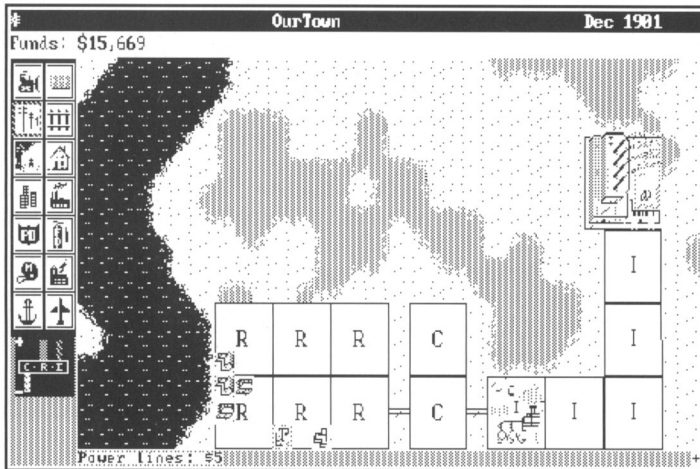 OurTown Dec 1901
Funds: $15,669
I
R R R C I
C·R·I
R R R C I I I
Power lines: $5